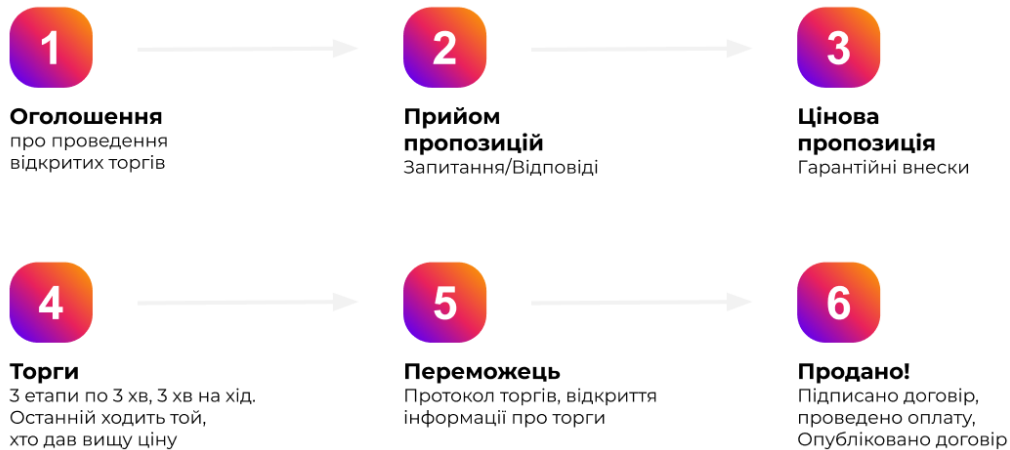 1
Оголошення
про проведення
відкритих торгів
2
Прийом
пропозицій
Запитання/Відповіді
3
Цінова
пропозиція
Гарантійні внески
4
Торги
3 етапи по 3 хв, 3 хв на хід.
Останній ходить той,
хто дав вищу ціну
5
Переможець
Протокол торгів, відкриття
інформації про торги
6
Продано!
Підписано договір,
проведено оплату,
Опубліковано договір